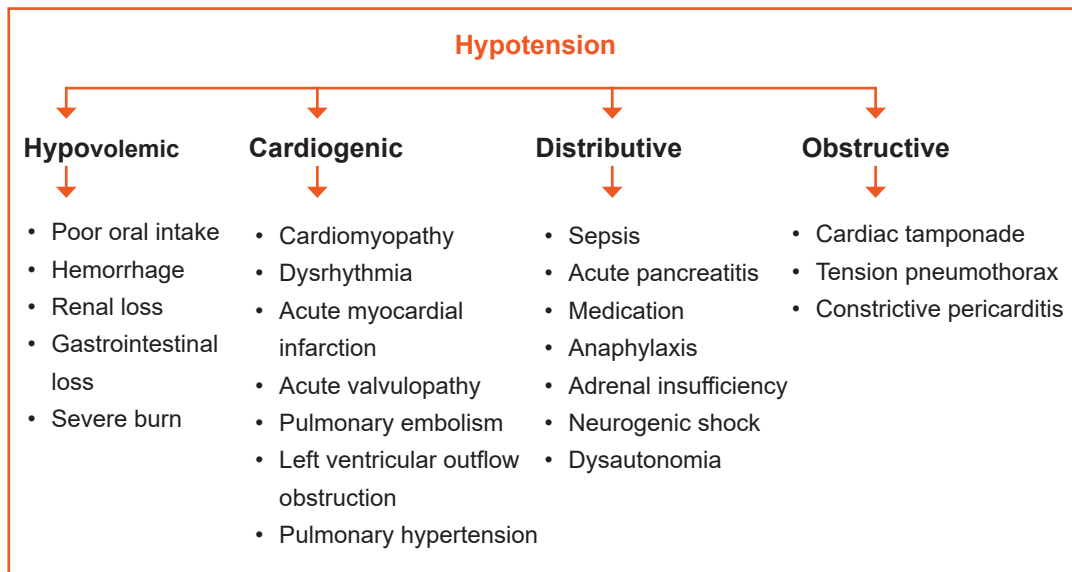 Hypotension
Hypovolemic
• Poor oral intake
• Hemorrhage
• Renal loss
• Gastrointestinal
loss
• Severe burn
Cardiogenic
• Cardiomyopathy
• Dysrhythmia
• Acute myocardial
infarction
• Acute valvulopathy
• Pulmonary embolism
• Left ventricular outflow
obstruction
• Pulmonary hypertension
Distributive
• Sepsis
• Acute pancreatitis
• Medication
• Anaphylaxis
• Adrenal insufficiency
• Neurogenic shock
• Dysautonomia
Obstructive
• Cardiac tamponade
• Tension pneumothorax
• Constrictive pericarditis